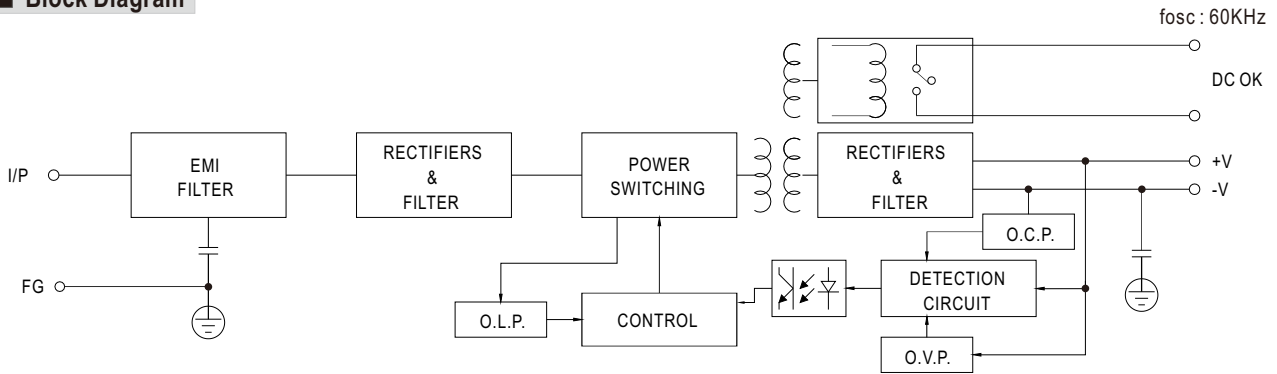 ■ Block Diagram
fosc : 60KHz
DC OK
I/P
EMI
FILTER
RECTIFIERS
&
FILTER
POWER
SWITCHING
RECTIFIERS
&
FILTER
+V
-V
O.C.P.
FG
O.L.P.
CONTROL
DETECTION
CIRCUIT
O.V.P.